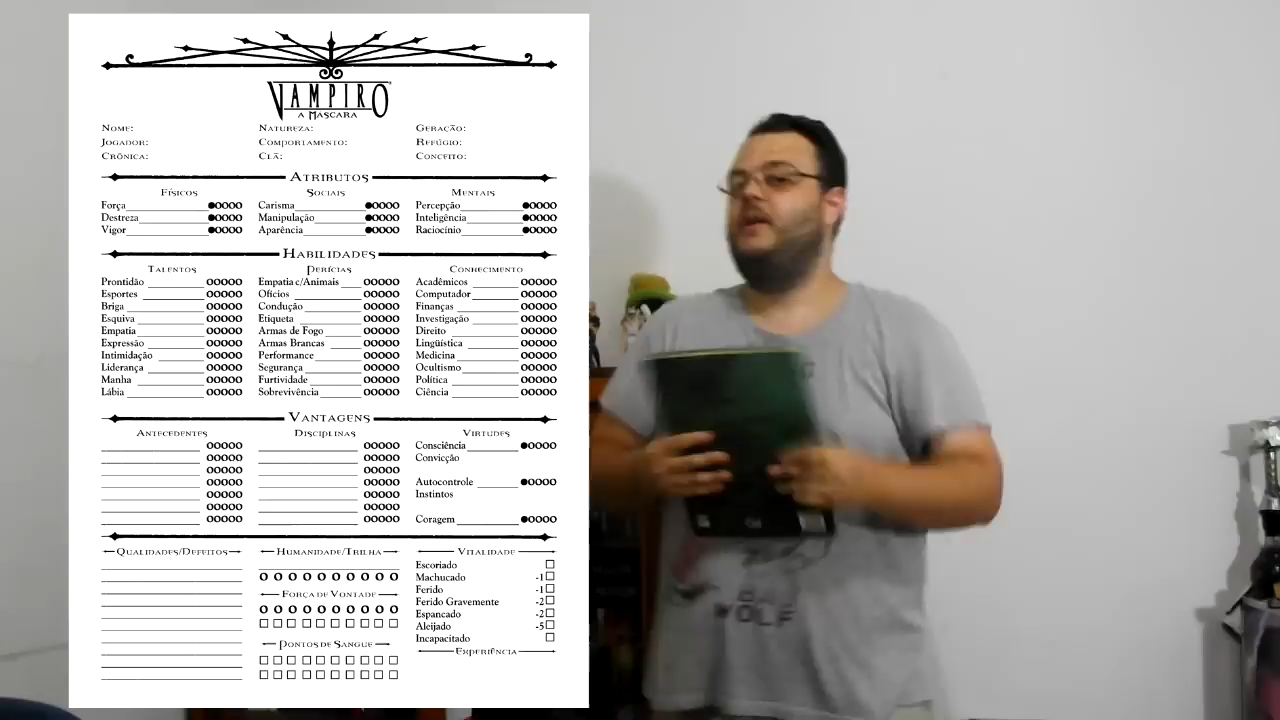 VAMPIRO
A MASCARA
NOME: NATUREZA: GERAÇÃO:
JOGADOR: COMPORTAMENTO: REFÚGIO:
CRÔNICA: CLÃ: CONCEITO:
ATRIBUTOS
FÍSICOS SOCIAIS MENTAIS
Força Carisma Percepção
Destreza Manipulação Inteligência
Vigor Aparência Raciocínio
HABILIDADES
TALENTOS PERÍCIAS CONHECIMENTO
Prontidão Empatia c/Animais Acadêmicos
Esportes Ofícios Computador
Briga Condução Finanças
Esquiva Etiqueta Investigação
Empatia Armas de Fogo Direito
Expressão Armas Brancas Lingüística
Intimidação Performance Medicina
Liderança Segurança Ocultismo
Manha Furtividade Política
Lábia Sobrevivência Ciência
VANTAGENS
ANTECEDENTES DISCIPLINAS VIRTUDES
Consciência
Convicção
Autocontrole
Instintos
Coragem
QUALIDADES/DEFEITOS HUMANIDADE/TRILHA VITALIDADE
Escoriado
Machucado -1
Ferido -1
FORÇA DE VONTADE
Ferido Gravemente -2
Espancado -2
Aleijado -5
Incapacitado
PONTOS DE SANGUE
EXPERIÊNCIA
WOLF